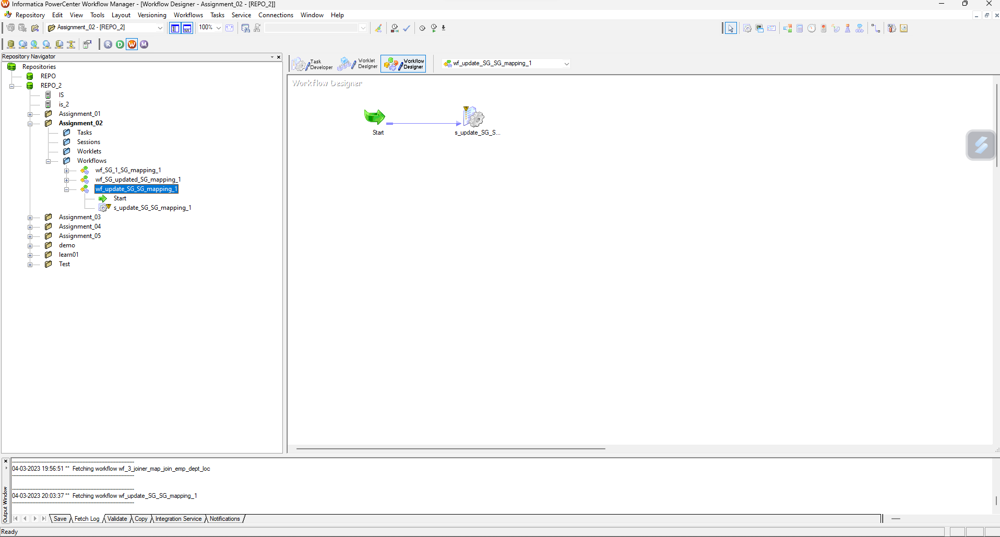 Informatica PowerCenter Workflow Manager - [Workflow Designer - Assignment_02 - [REPO_2]]
Repository Edit View Tools Layout Versioning Workflows Tasks Service Connections Window Help
Assignment_02 - [REPO_2] 100%
R D W M
Repository Navigator
Repositories
REPO
REPO_2
IS
is_2
Assignment_01
Assignment_02
Tasks
Sessions
Worklets
Workflows
wf_SG_1_SG_mapping_1
wf_SG_updated_SG_mapping_1
wf_update_SG_SG_mapping_1
Start
s_update_SG_SG_mapping_1
Assignment_03
Assignment_04
Assignment_05
demo
learn01
Test
Task Developer
Worklet Designer
Workflow Designer
wf_update_SG_SG_mapping_1
Workflow Designer
Start
s_update_SG_S...
Output Window
04-03-2023 19:56:51 ** Fetching workflow wf_3_joiner_map_join_emp_dept_loc
04-03-2023 20:03:37 ** Fetching workflow wf_update_SG_SG_mapping_1
Save Fetch Log Validate Copy Integration Service Notifications
Ready